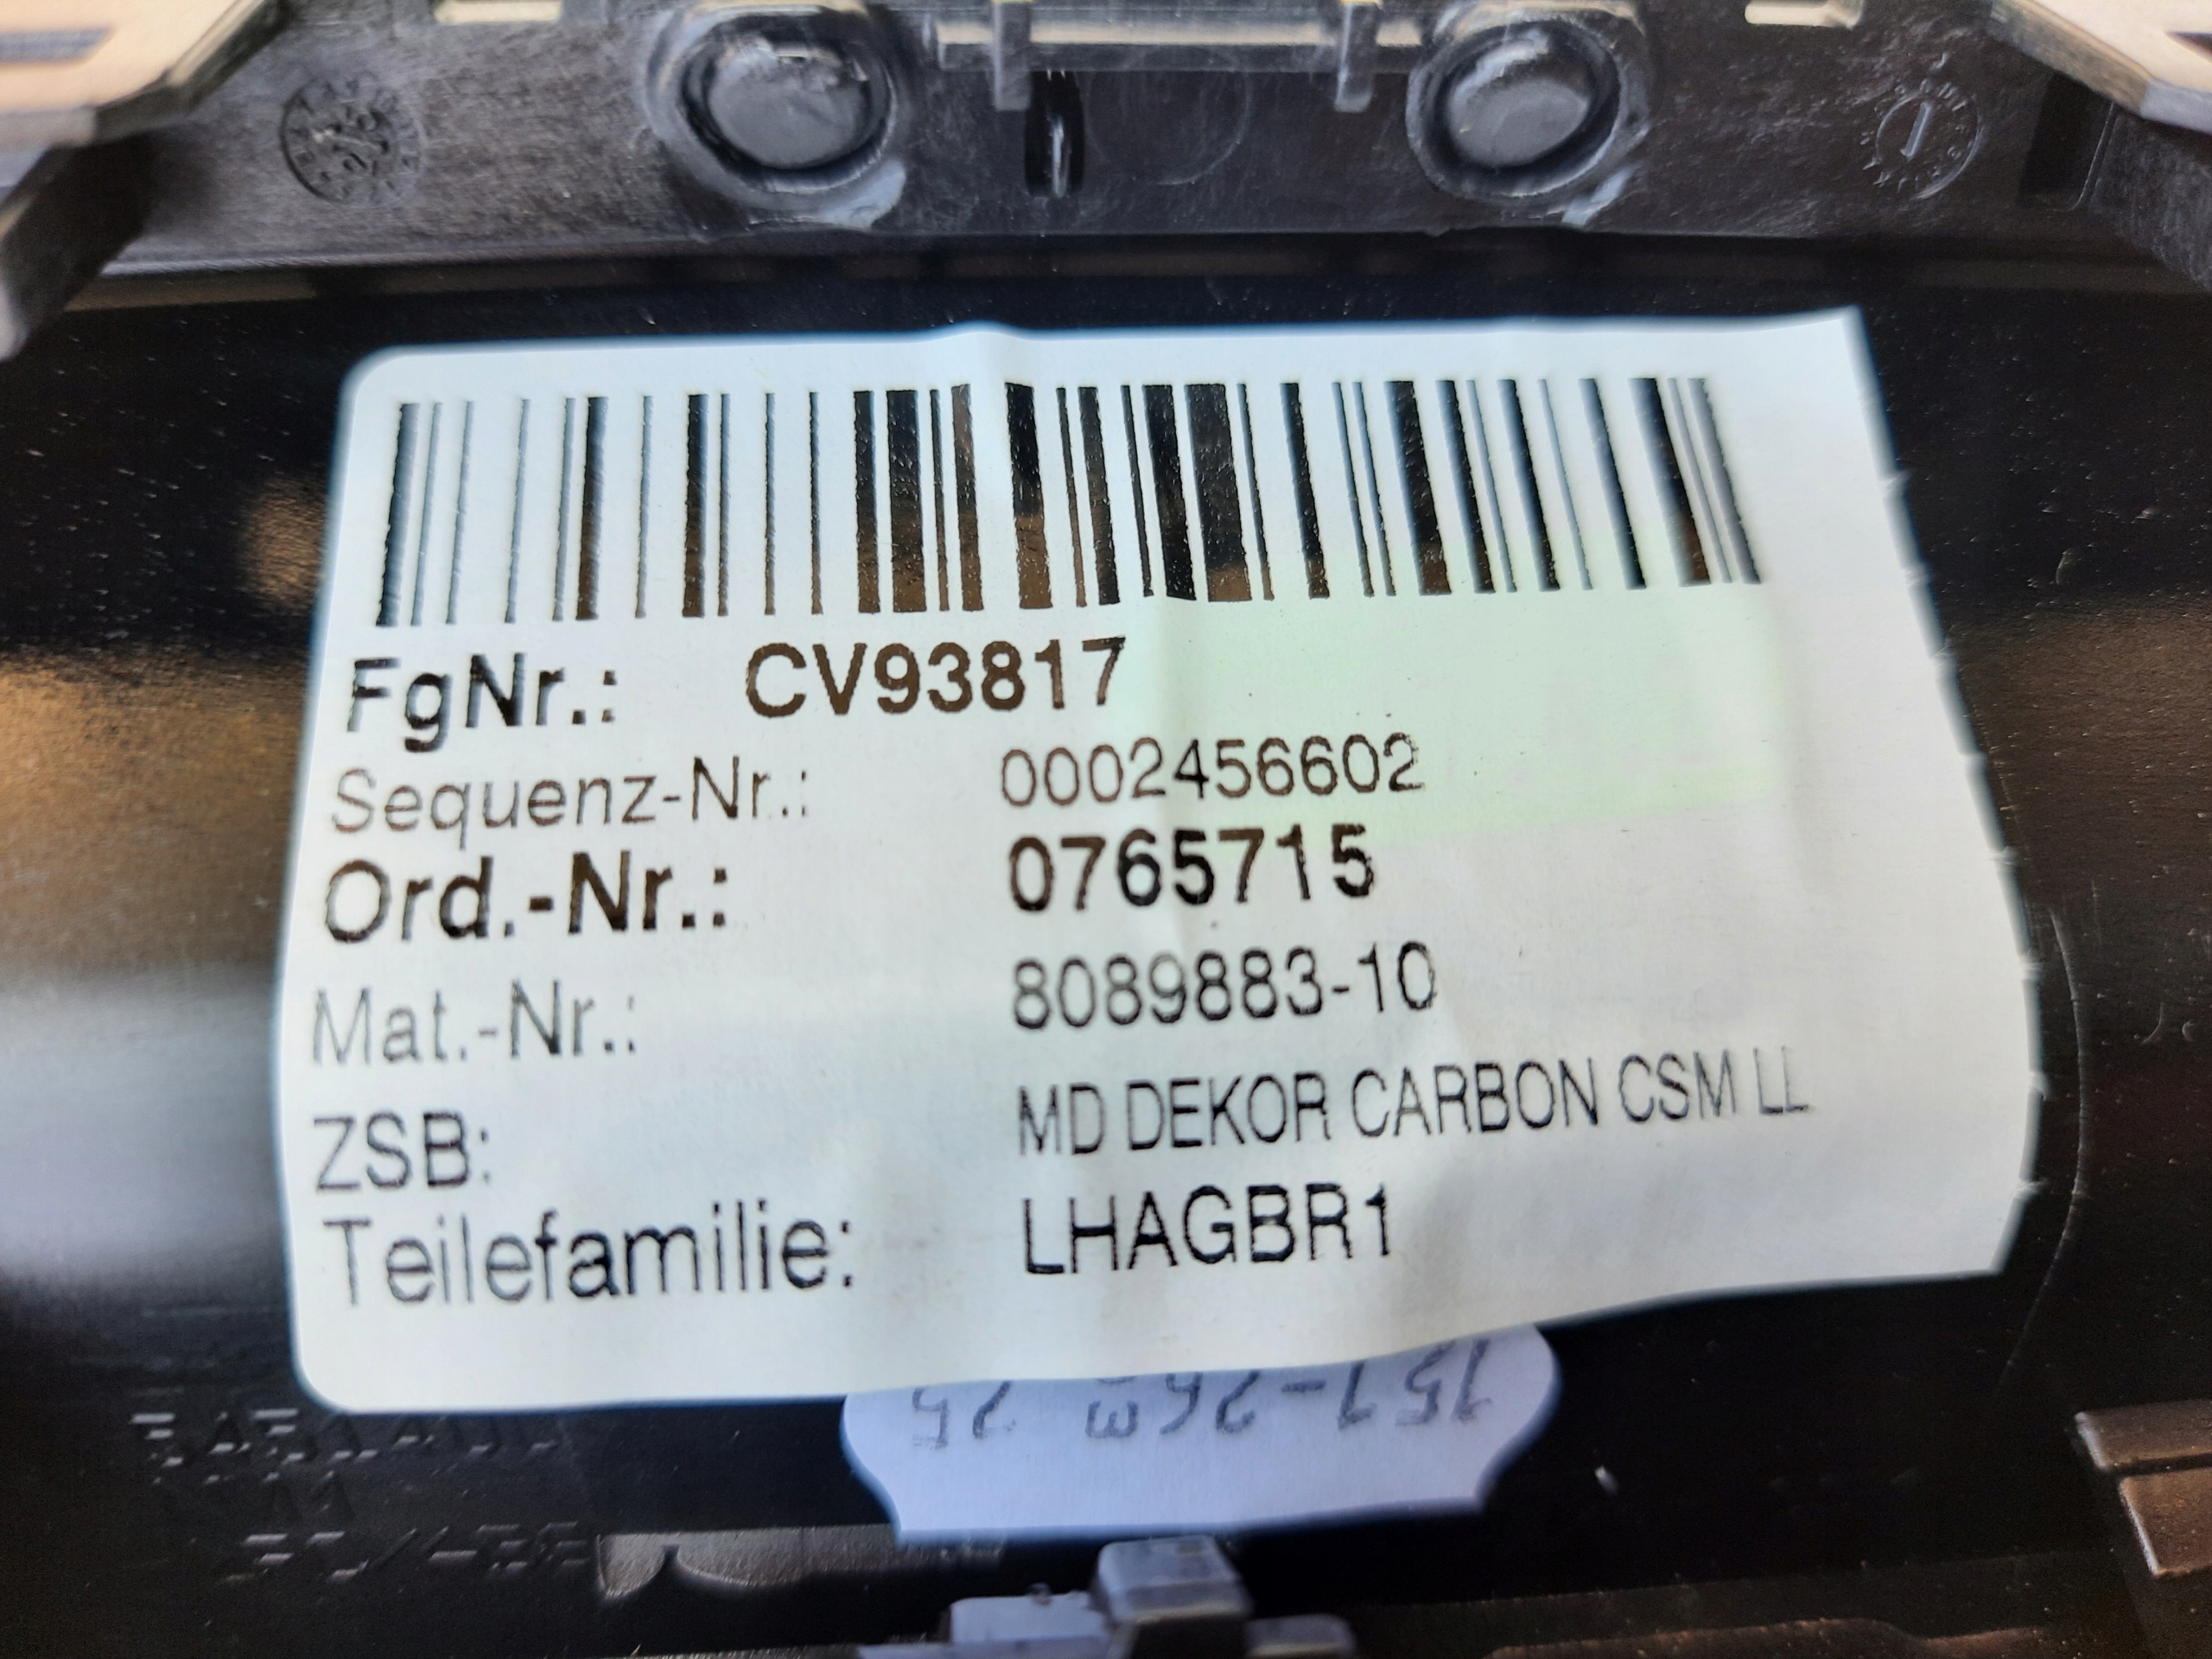 FgNr.: CV93817
Sequenz-Nr.: 0002456602
Ord.-Nr.: 0765715
Mat.-Nr.: 8089883-10
ZSB: MD DEKOR CARBON CSM LL
Teilefamilie: LHAGBR1